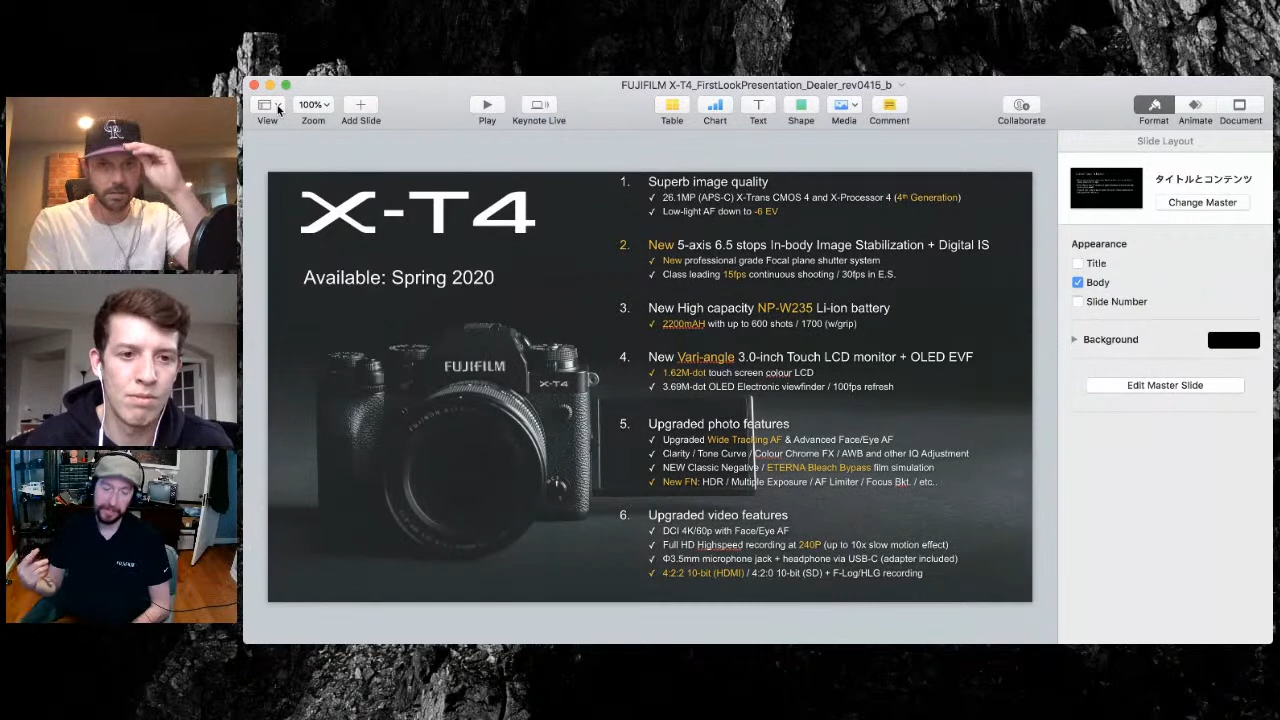 FUJIFILM X-T4_FirstLookPresentation_Dealer_rev0415_b
100%
View
Zoom
Add Slide
Play
Keynote Live
Table
Chart
Text
Shape
Media
Comment
Collaborate
Format
Animate
Document
X-T4
Available: Spring 2020
FUJIFILM
X-T4
1. Superb image quality
✓ 26.1MP (APS-C) X-Trans CMOS 4 and X-Processor 4 (4th Generation)
✓ Low-light AF down to -6 EV
2. New 5-axis 6.5 stops In-body Image Stabilization + Digital IS
✓ New professional grade Focal plane shutter system
✓ Class leading 15fps continuous shooting / 30fps in E.S.
3. New High capacity NP-W235 Li-ion battery
✓ 2200mAH with up to 600 shots / 1700 (w/grip)
4. New Vari-angle 3.0-inch Touch LCD monitor + OLED EVF
✓ 1.62M-dot touch screen colour LCD
✓ 3.69M-dot OLED Electronic viewfinder / 100fps refresh
5. Upgraded photo features
✓ Upgraded Wide Tracking AF & Advanced Face/Eye AF
✓ Clarity / Tone Curve / Colour Chrome FX / AWB and other IQ Adjustment
✓ NEW Classic Negative / ETERNA Bleach Bypass film simulation
✓ New FN: HDR / Multiple Exposure / AF Limiter / Focus Bkt. / etc..
6. Upgraded video features
✓ DCI 4K/60p with Face/Eye AF
✓ Full HD Highspeed recording at 240P (up to 10x slow motion effect)
✓ Φ3.5mm microphone jack + headphone via USB-C (adapter included)
✓ 4:2:2 10-bit (HDMI) / 4:2:0 10-bit (SD) + F-Log/HLG recording
Slide Layout
タイトルとコンテンツ
Change Master
Appearance
Title
Body
Slide Number
Background
Edit Master Slide
CR
FUJIFILM